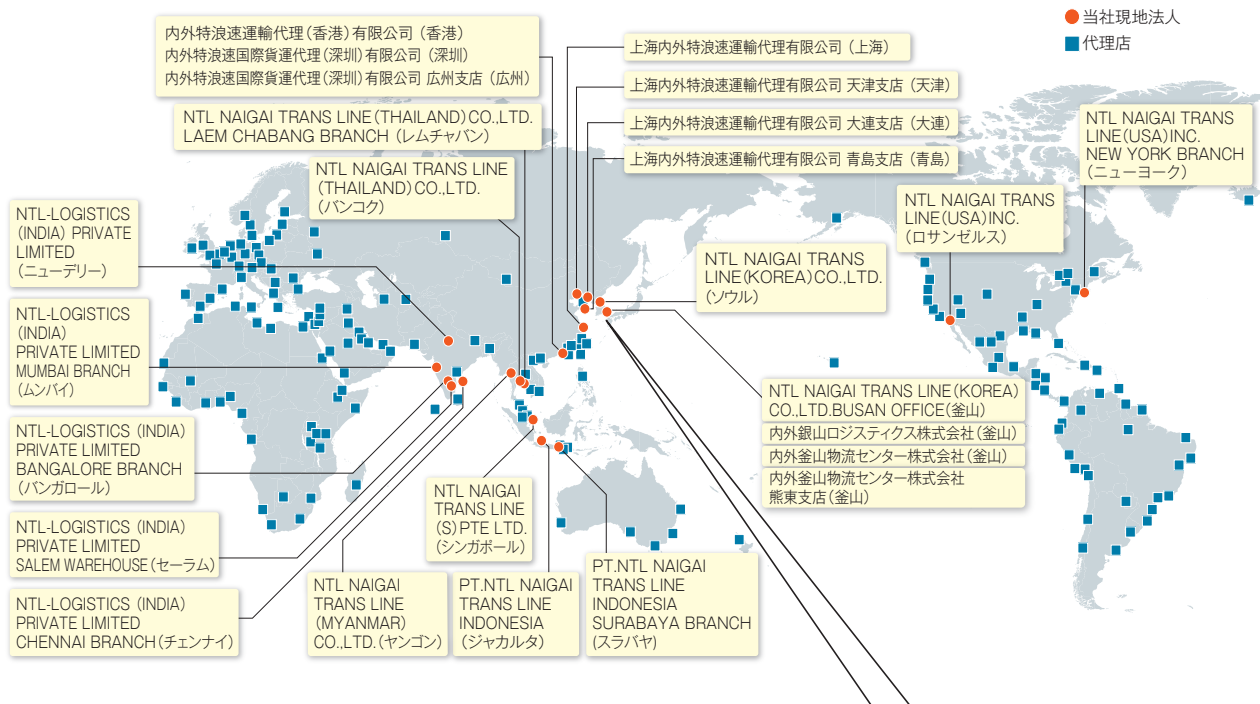 当社現地法人
代理店
内外特浪速運輸代理(香港)有限公司(香港)
内外特浪速国際貨運代理(深圳)有限公司(深圳)
内外特浪速国際貨運代理(深圳)有限公司 広州支店(広州)
NTL NAIGAI TRANS LINE(THAILAND)CO.,LTD.
LAEM CHABANG BRANCH(レムチャバン)
NTL NAIGAI TRANS LINE
(THAILAND)CO.,LTD.
(バンコク)
上海内外特浪速運輸代理有限公司(上海)
上海内外特浪速運輸代理有限公司 天津支店(天津)
上海内外特浪速運輸代理有限公司 大連支店(大連)
上海内外特浪速運輸代理有限公司 青島支店(青島)
NTL NAIGAI TRANS
LINE(USA)INC.
NEW YORK BRANCH
(ニューヨーク)
NTL NAIGAI TRANS
LINE(USA)INC.
(ロサンゼルス)
NTL NAIGAI TRANS
LINE(KOREA)CO.,LTD.
(ソウル)
NTL-LOGISTICS
(INDIA) PRIVATE
LIMITED
(ニューデリー)
NTL-LOGISTICS
(INDIA)
PRIVATE LIMITED
MUMBAI BRANCH
(ムンバイ)
NTL-LOGISTICS (INDIA)
PRIVATE LIMITED
BANGALORE BRANCH
(バンガロール)
NTL-LOGISTICS (INDIA)
PRIVATE LIMITED
SALEM WAREHOUSE(セーラム)
NTL-LOGISTICS (INDIA)
PRIVATE LIMITED
CHENNAI BRANCH(チェンナイ)
NTL NAIGAI
TRANS LINE
(MYANMAR)
CO.,LTD.(ヤンゴン)
NTL NAIGAI
TRANS LINE
(S)PTE LTD.
(シンガポール)
PT.NTL NAIGAI
TRANS LINE
INDONESIA
(ジャカルタ)
PT.NTL NAIGAI
TRANS LINE
INDONESIA
SURABAYA BRANCH
(スラバヤ)
NTL NAIGAI TRANS LINE(KOREA)
CO.,LTD.BUSAN OFFICE(釜山)
内外銀山ロジスティクス株式会社(釜山)
内外釜山物流センター株式会社(釜山)
内外釜山物流センター株式会社
熊東支店(釜山)